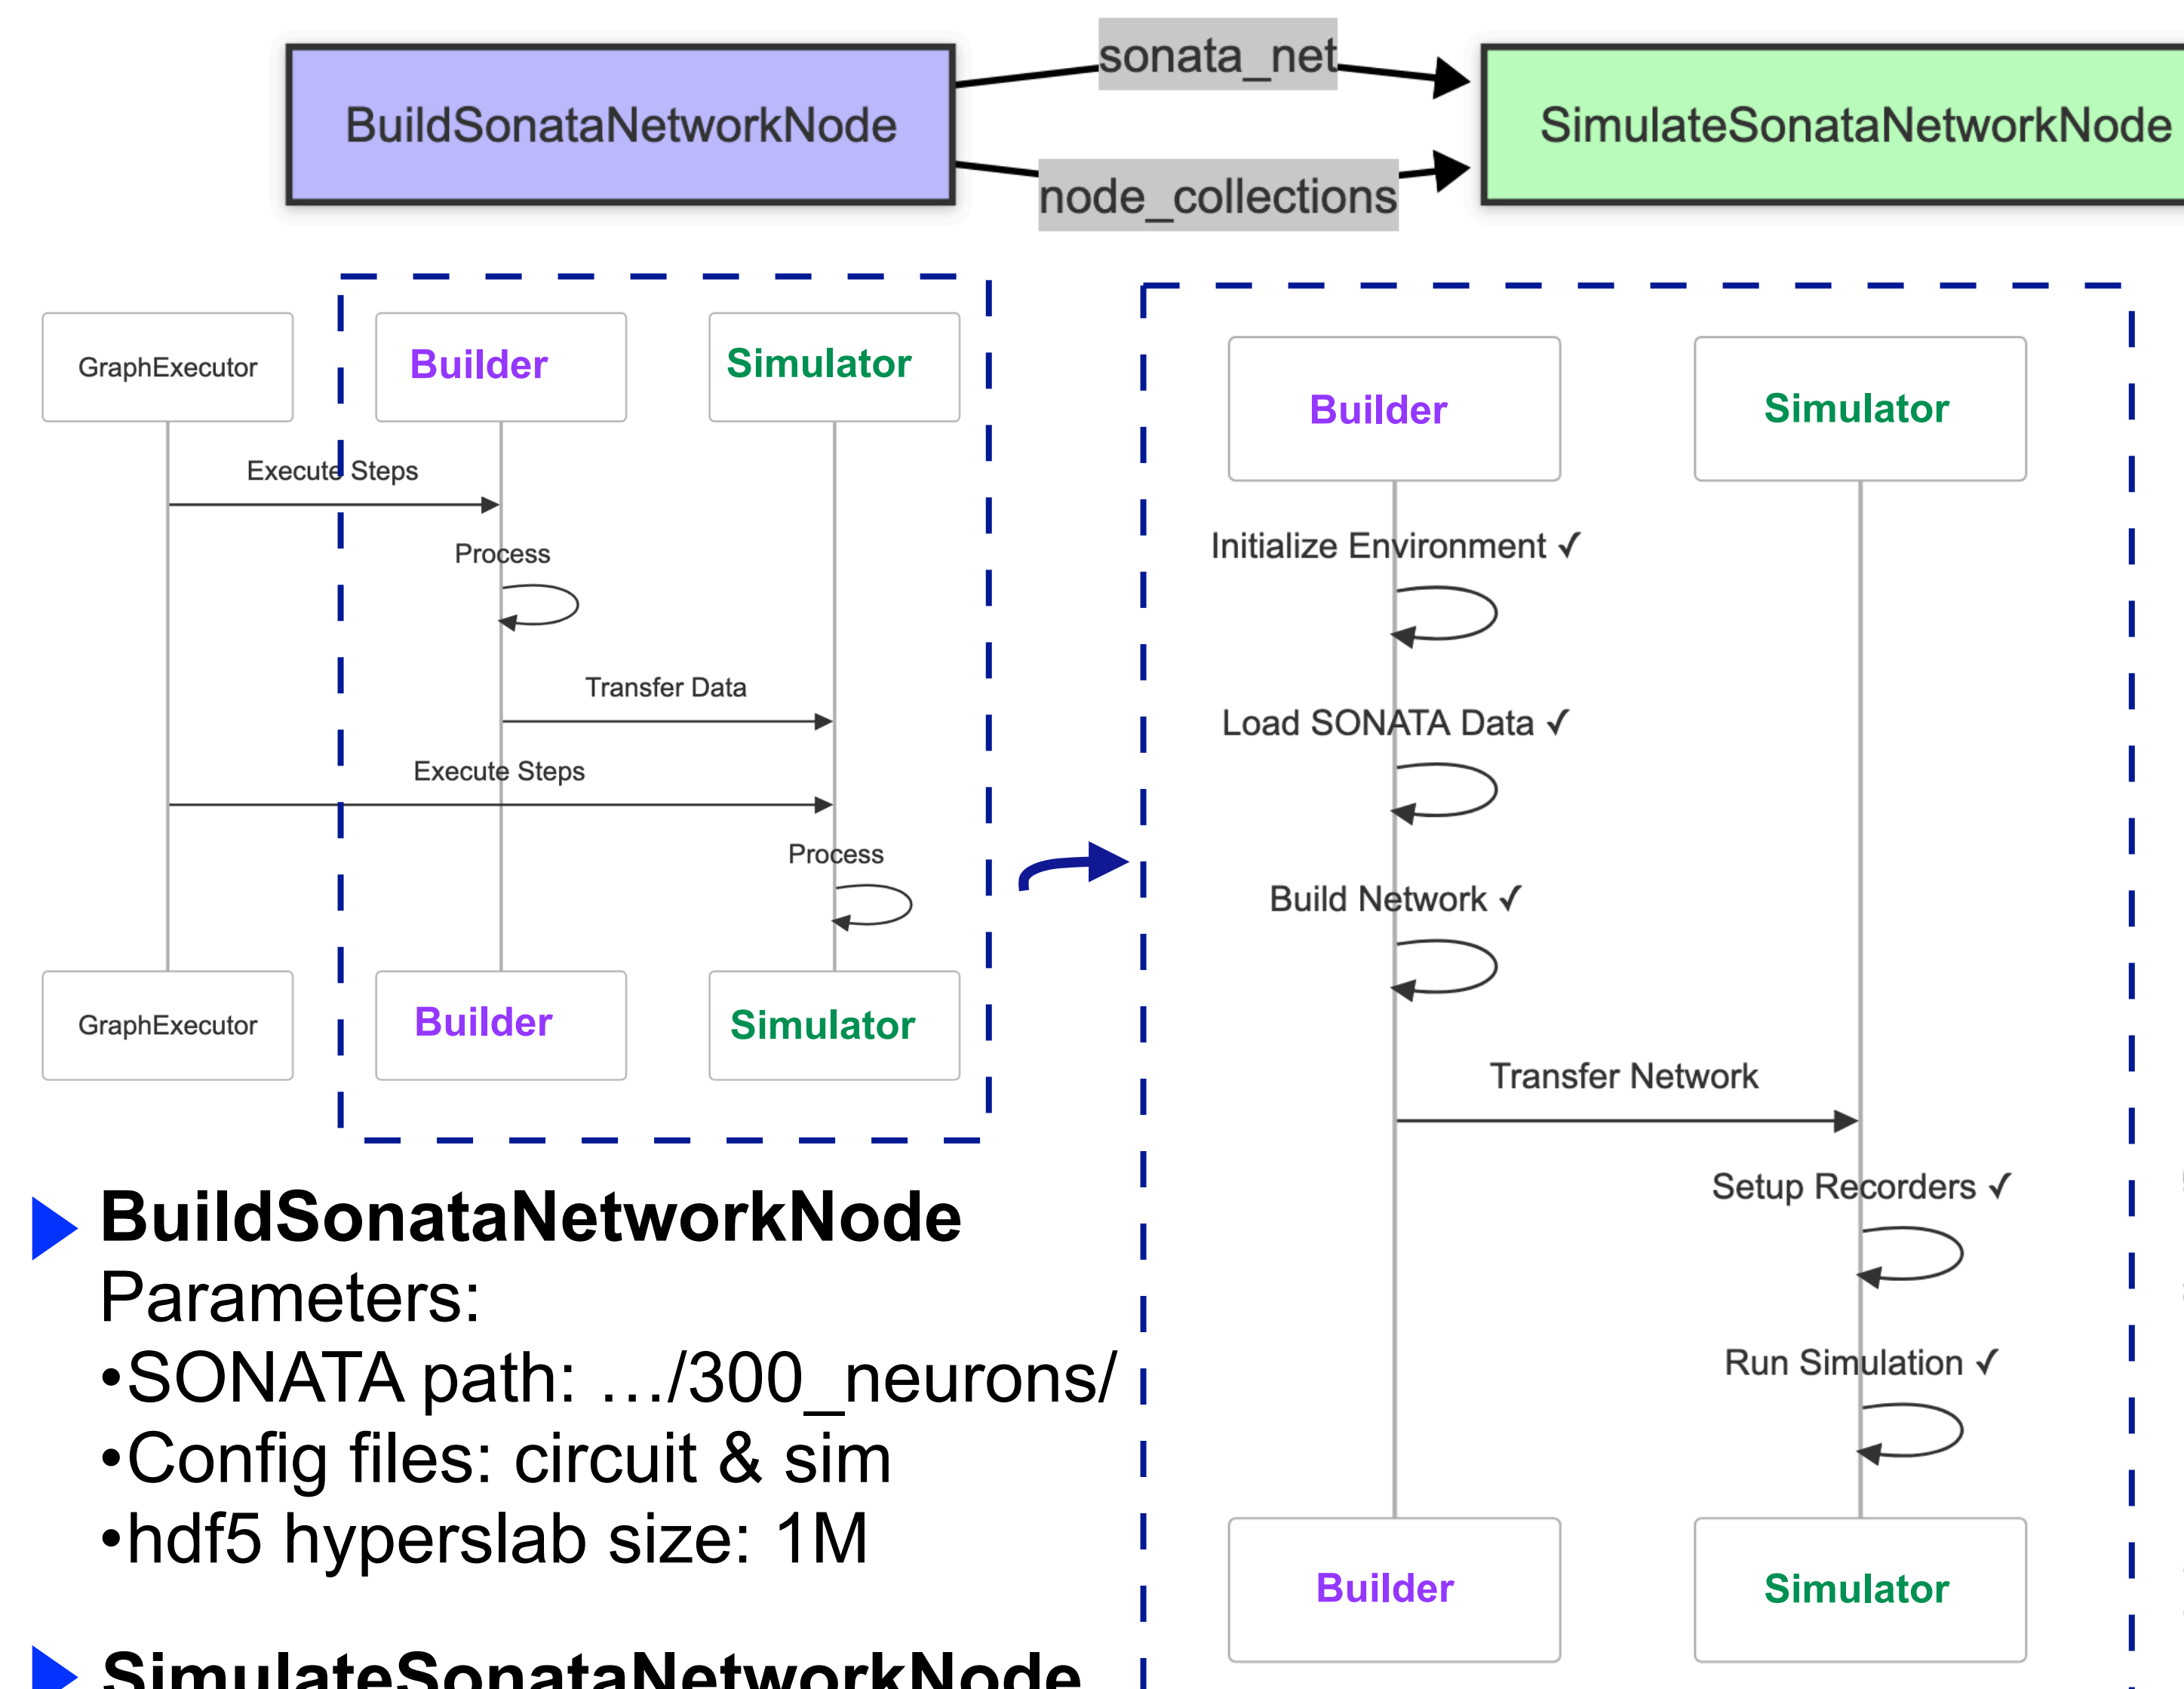 BuildSonataNetworkNode
sonata_net
node_collections
SimulateSonataNetworkNode
GraphExecutor
Builder
Simulator
Execute Steps
Process
Transfer Data
Execute Steps
Process
GraphExecutor
Builder
Simulator
Builder
Simulator
Initialize Environment ✓
Load SONATA Data ✓
Build Network ✓
Transfer Network
Setup Recorders ✓
Run Simulation ✓
Builder
Simulator
BuildSonataNetworkNode
Parameters:
•SONATA path: …/300_neurons/
•Config files: circuit & sim
•hdf5 hyperslab size: 1M
SimulateSonataNetworkNode